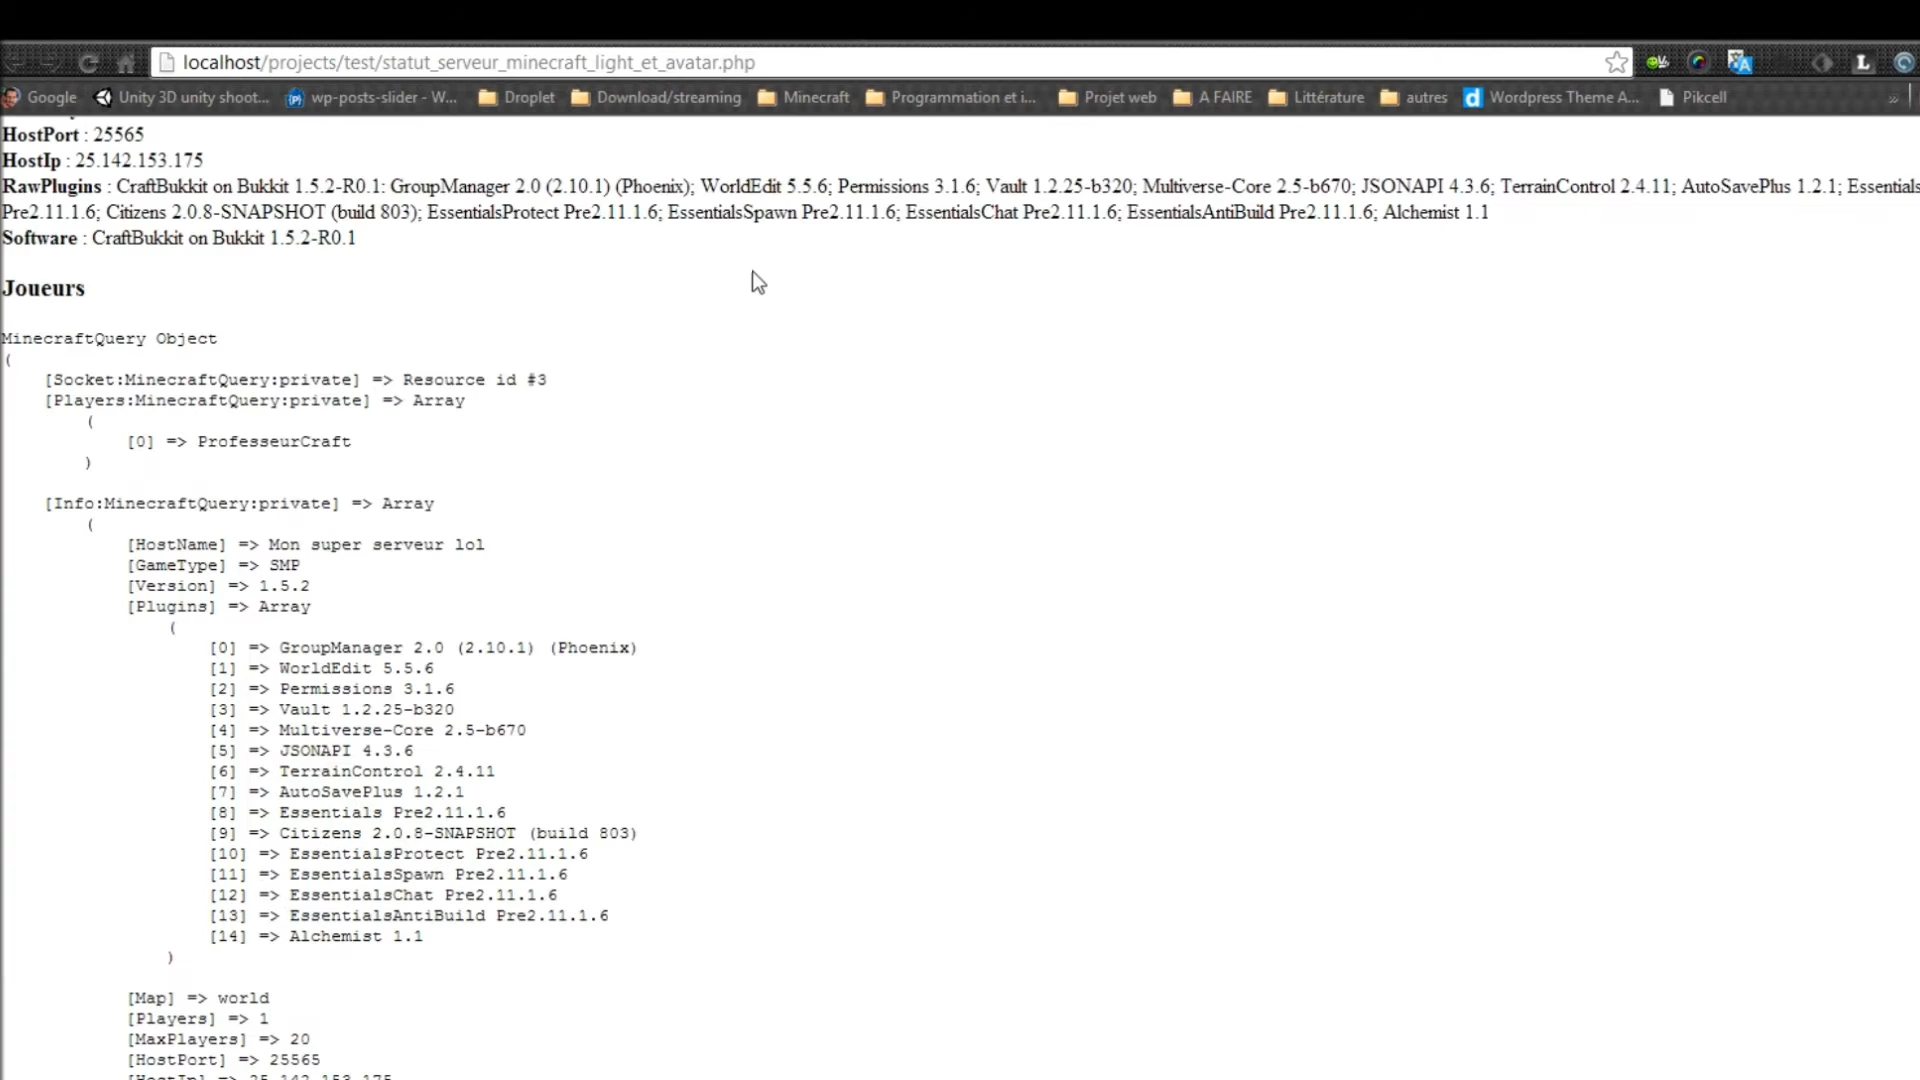 localhost/projects/test/statut_serveur_minecraft_light_et_avatar.php
Google Unity 3D unity shoot... wp-posts-slider - W... Droplet Download/streaming Minecraft Programmation et i... Projet web A FAIRE Littérature autres Wordpress Theme A... Pikcell »
HostPort : 25565
HostIp : 25.142.153.175
RawPlugins : CraftBukkit on Bukkit 1.5.2-R0.1: GroupManager 2.0 (2.10.1) (Phoenix); WorldEdit 5.5.6; Permissions 3.1.6; Vault 1.2.25-b320; Multiverse-Core 2.5-b670; JSONAPI 4.3.6; TerrainControl 2.4.11; AutoSavePlus 1.2.1; Essentials
Pre2.11.1.6; Citizens 2.0.8-SNAPSHOT (build 803); EssentialsProtect Pre2.11.1.6; EssentialsSpawn Pre2.11.1.6; EssentialsChat Pre2.11.1.6; EssentialsAntiBuild Pre2.11.1.6; Alchemist 1.1
Software : CraftBukkit on Bukkit 1.5.2-R0.1
Joueurs
MinecraftQuery Object
(
[Socket:MinecraftQuery:private] => Resource id #3
[Players:MinecraftQuery:private] => Array
(
[0] => ProfesseurCraft
)
[Info:MinecraftQuery:private] => Array
(
[HostName] => Mon super serveur lol
[GameType] => SMP
[Version] => 1.5.2
[Plugins] => Array
(
[0] => GroupManager 2.0 (2.10.1) (Phoenix)
[1] => WorldEdit 5.5.6
[2] => Permissions 3.1.6
[3] => Vault 1.2.25-b320
[4] => Multiverse-Core 2.5-b670
[5] => JSONAPI 4.3.6
[6] => TerrainControl 2.4.11
[7] => AutoSavePlus 1.2.1
[8] => Essentials Pre2.11.1.6
[9] => Citizens 2.0.8-SNAPSHOT (build 803)
[10] => EssentialsProtect Pre2.11.1.6
[11] => EssentialsSpawn Pre2.11.1.6
[12] => EssentialsChat Pre2.11.1.6
[13] => EssentialsAntiBuild Pre2.11.1.6
[14] => Alchemist 1.1
)
[Map] => world
[Players] => 1
[MaxPlayers] => 20
[HostPort] => 25565
[HostIp] => 25.142.153.175